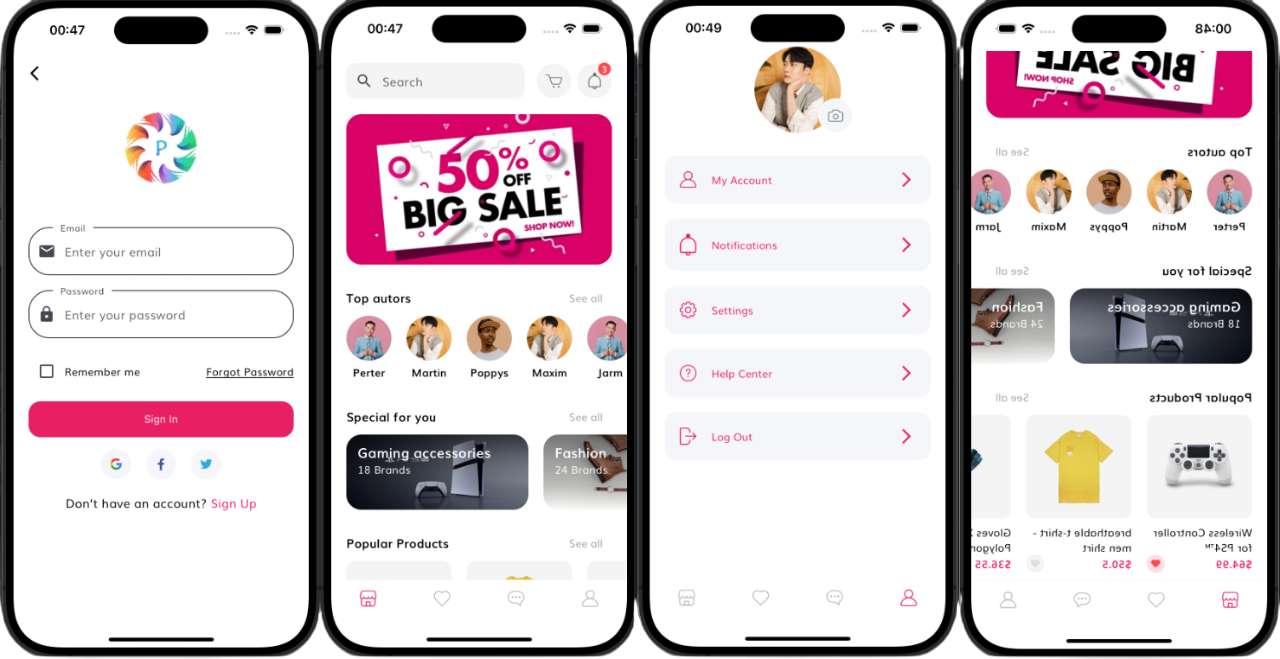 00:47
P
Email
Enter your email
Password
Enter your password
Remember me
Forgot Password
Sign In
G
f
Don't have an account? Sign Up
00:47
Search
3
50%
OFF
BIG SALE
SHOP NOW!
Top autors
See all
Perter
Martin
Poppys
Maxim
Jarm
Special for you
See all
Gaming accessories
18 Brands
Fashion
24 Brands
Popular Products
See all
00:49
My Account
Notifications
Settings
?
Help Center
Log Out
00:48
BIG SALE
SHOP NOW!
Top autors
See all
Perter
Martin
Poppys
Maxim
Jarm
Special for you
See all
Gaming accessories
18 Brands
Fashion
24 Brands
Popular Products
See all
Wireless Controller
for PS4™
$64.99
breathable t-shirt -
men shirt
$50.5
Gloves
Polygon
$36.55